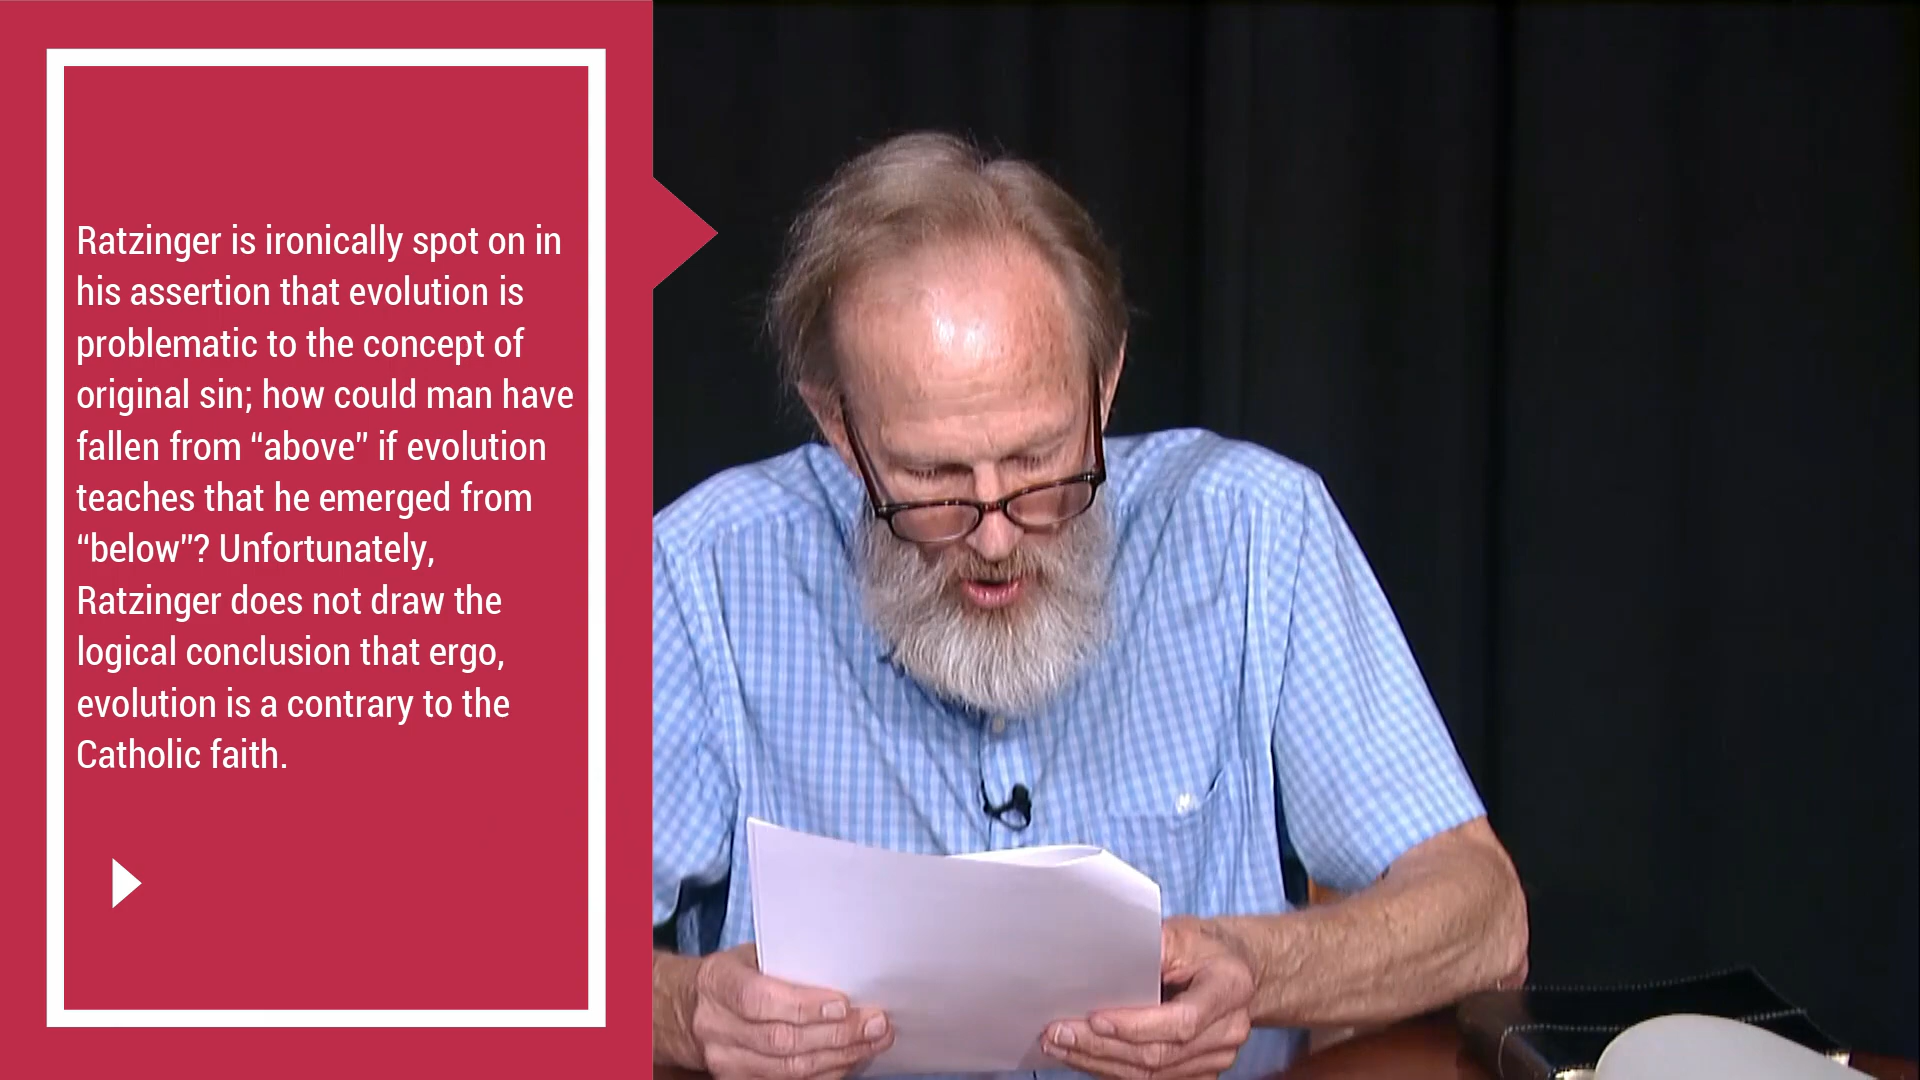 Ratzinger is ironically spot on in
his assertion that evolution is
problematic to the concept of
original sin; how could man have
fallen from “above” if evolution
teaches that he emerged from
“below”? Unfortunately,
Ratzinger does not draw the
logical conclusion that ergo,
evolution is a contrary to the
Catholic faith.